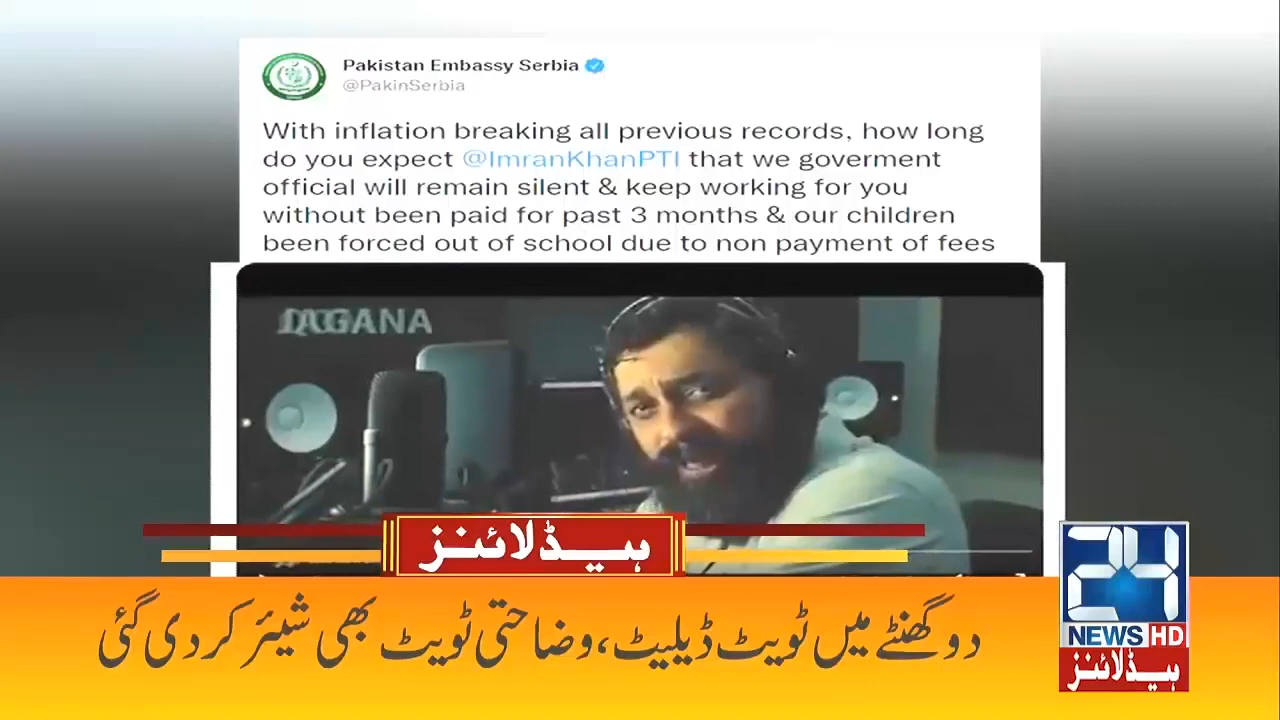 Pakistan Embassy Serbia
@PakinSerbia
With inflation breaking all previous records, how long
do you expect @ImranKhanPTI that we goverment
official will remain silent & keep working for you
without been paid for past 3 months & our children
been forced out of school due to non payment of fees
ہیڈلائنز
دو گھنٹے میں ٹویٹ ڈیلیٹ، وضاحتی ٹویٹ بھی شیئر کردی گئی
24
NEWS HD
ہیڈلائنز